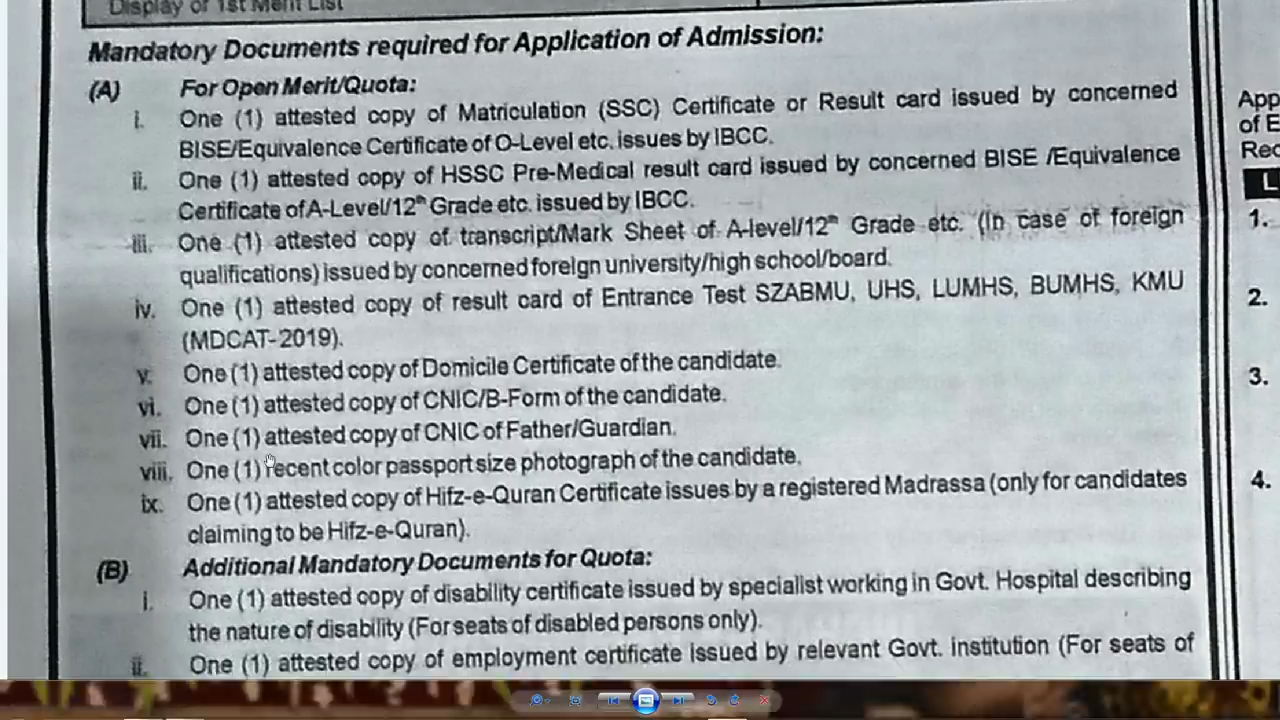 Display of 1st Merit List
Mandatory Documents required for Application of Admission:
(A) For Open Merit/Quota:
i. One (1) attested copy of Matriculation (SSC) Certificate or Result card issued by concerned
BISE/Equivalence Certificate of O-Level etc. issues by IBCC.
ii. One (1) attested copy of HSSC Pre-Medical result card issued by concerned BISE /Equivalence
Certificate of A-Level/12th Grade etc. issued by IBCC.
iii. One (1) attested copy of transcript/Mark Sheet of A-level/12th Grade etc. (In case of foreign
qualifications) issued by concerned foreign university/high school/board.
iv. One (1) attested copy of result card of Entrance Test SZABMU, UHS, LUMHS, BUMHS, KMU
(MDCAT-2019).
v. One (1) attested copy of Domicile Certificate of the candidate.
vi. One (1) attested copy of CNIC/B-Form of the candidate.
vii. One (1) attested copy of CNIC of Father/Guardian.
viii. One (1) recent color passport size photograph of the candidate.
ix. One (1) attested copy of Hifz-e-Quran Certificate issues by a registered Madrassa (only for candidates
claiming to be Hifz-e-Quran).
(B) Additional Mandatory Documents for Quota:
i. One (1) attested copy of disability certificate issued by specialist working in Govt. Hospital describing
the nature of disability (For seats of disabled persons only).
ii. One (1) attested copy of employment certificate issued by relevant Govt. institution (For seats of
App
of E
Rec
L
1.
2.
3.
4.